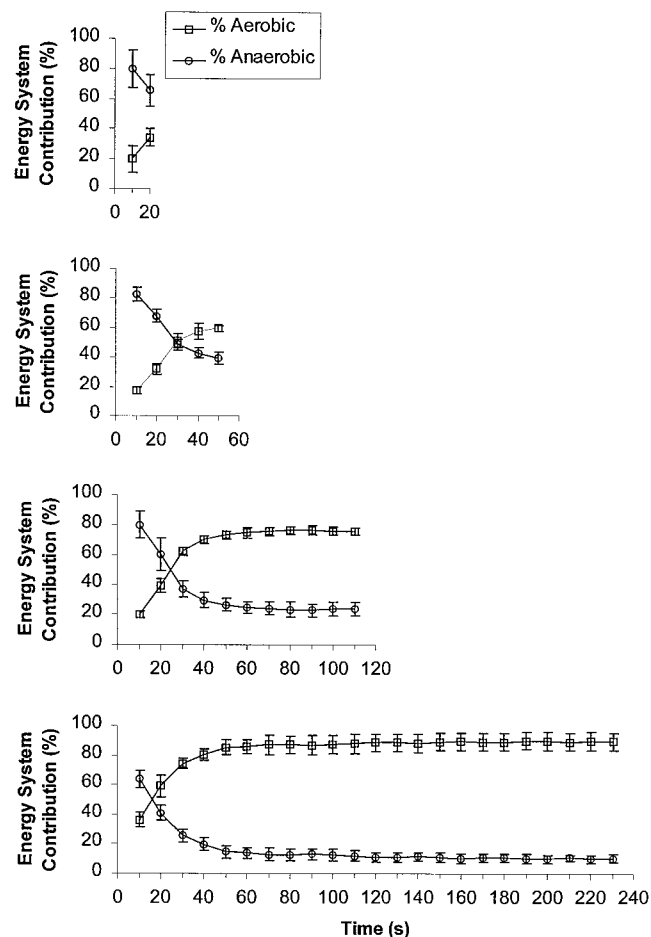 % Aerobic
% Anaerobic
Energy System
Contribution (%)
100
80
60
40
20
0
0 20
Energy System
Contribution (%)
100
80
60
40
20
0
0 20 40 60
Energy System
Contribution (%)
100
80
60
40
20
0
0 20 40 60 80 100 120
Energy System
Contribution (%)
100
80
60
40
20
0
0 20 40 60 80 100 120 140 160 180 200 220 240
Time (s)